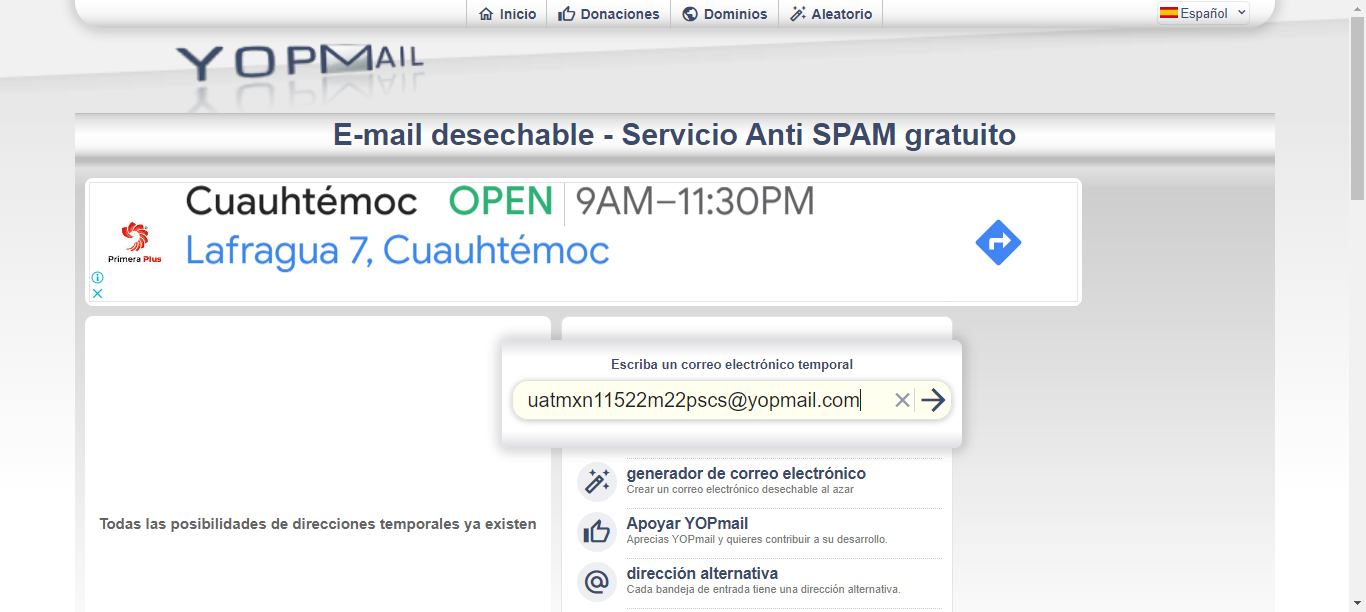 Inicio
Donaciones
Dominios
Aleatorio
Español
YOPMAIL
E-mail desechable - Servicio Anti SPAM gratuito
Cuauhtémoc OPEN 9AM–11:30PM
Lafragua 7, Cuauhtémoc
Primera Plus
Escriba un correo electrónico temporal
uatmxn11522m22pscs@yopmail.com
generador de correo electrónico
Crear un correo electrónico desechable al azar
Todas las posibilidades de direcciones temporales ya existen
Apoyar YOPmail
Aprecias YOPmail y quieres contribuir a su desarrollo.
dirección alternativa
Cada bandeja de entrada tiene una dirección alternativa.